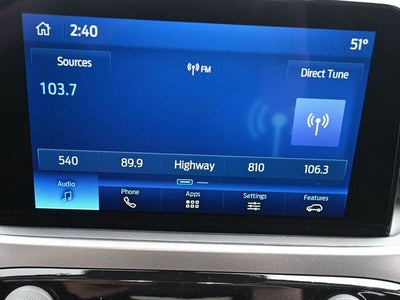 2:40
51°
Sources
FM
Direct Tune
103.7
540 89.9 Highway 810 106.3
Audio Phone Apps Settings Features